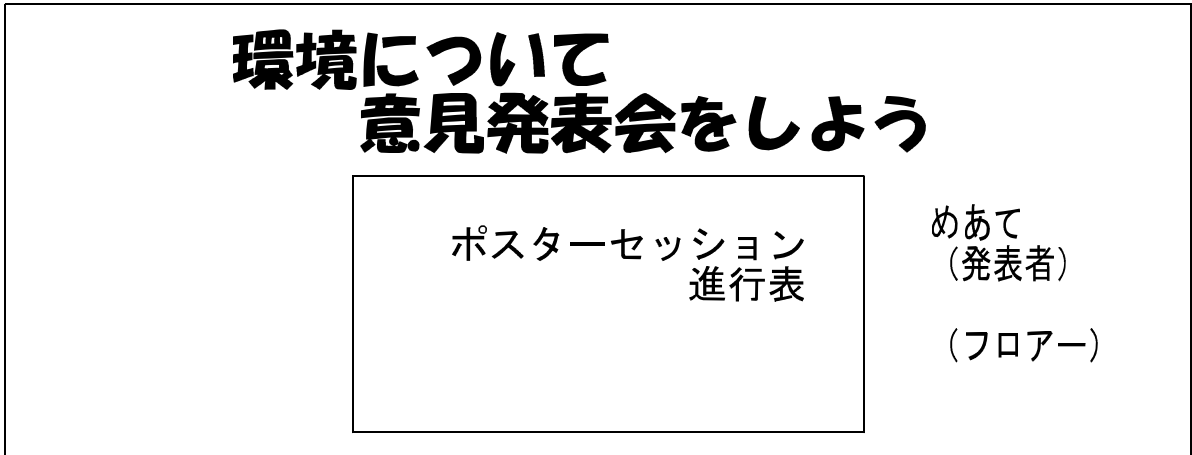 環境について
意見発表会をしよう
ポスターセッション
進行表
めあて
（発表者）
（フロアー）